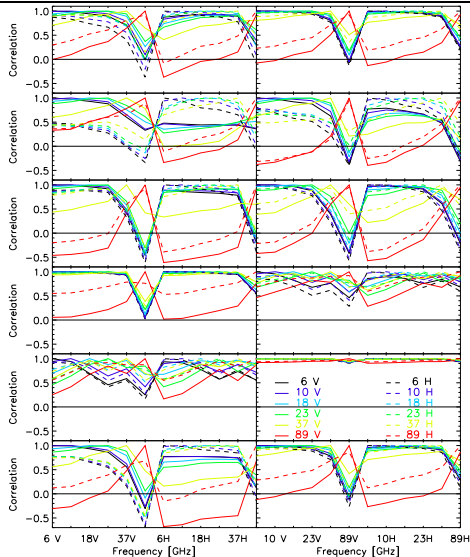 1.0
0.5
0.0
−0.5
Correlation
1.0
0.5
0.0
−0.5
Correlation
1.0
0.5
0.0
−0.5
Correlation
1.0
0.5
0.0
−0.5
Correlation
1.0
0.5
0.0
−0.5
Correlation
6 V 6 H
10 V 10 H
18 V 18 H
23 V 23 H
37 V 37 H
89 V 89 H
1.0
0.5
0.0
−0.5
Correlation
6 V 18V 37V 6H 18H 37H 10 V 23V 89V 10H 23H 89H
Frequency [GHz] Frequency [GHz]